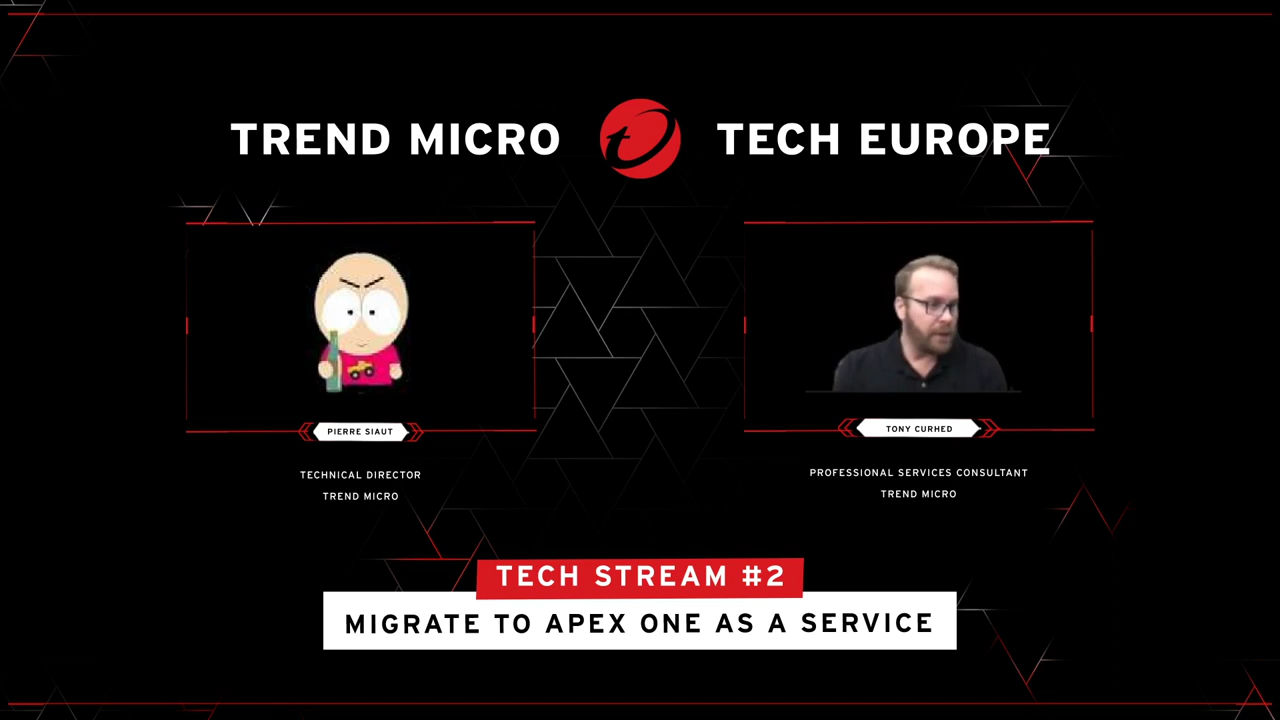 TREND MICRO TECH EUROPE
PIERRE SIAUT
TECHNICAL DIRECTOR
TREND MICRO
TONY CURHED
PROFESSIONAL SERVICES CONSULTANT
TREND MICRO
TECH STREAM #2
MIGRATE TO APEX ONE AS A SERVICE